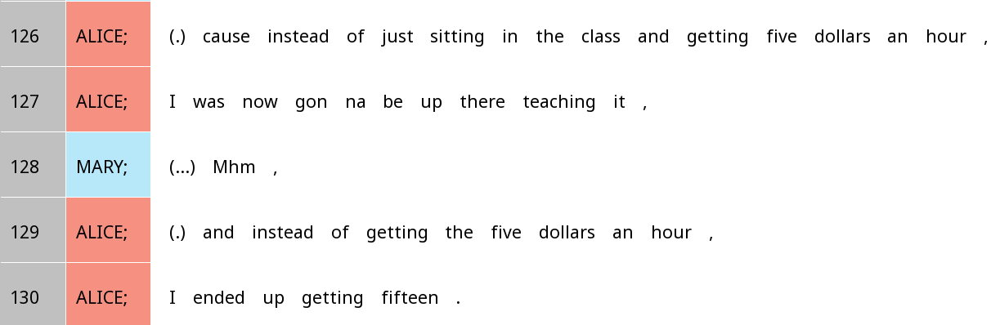 126 ALICE; (.) cause instead of just sitting in the class and getting five dollars an hour ,
127 ALICE; I was now gon na be up there teaching it ,
128 MARY; (...) Mhm ,
129 ALICE; (.) and instead of getting the five dollars an hour ,
130 ALICE; I ended up getting fifteen .